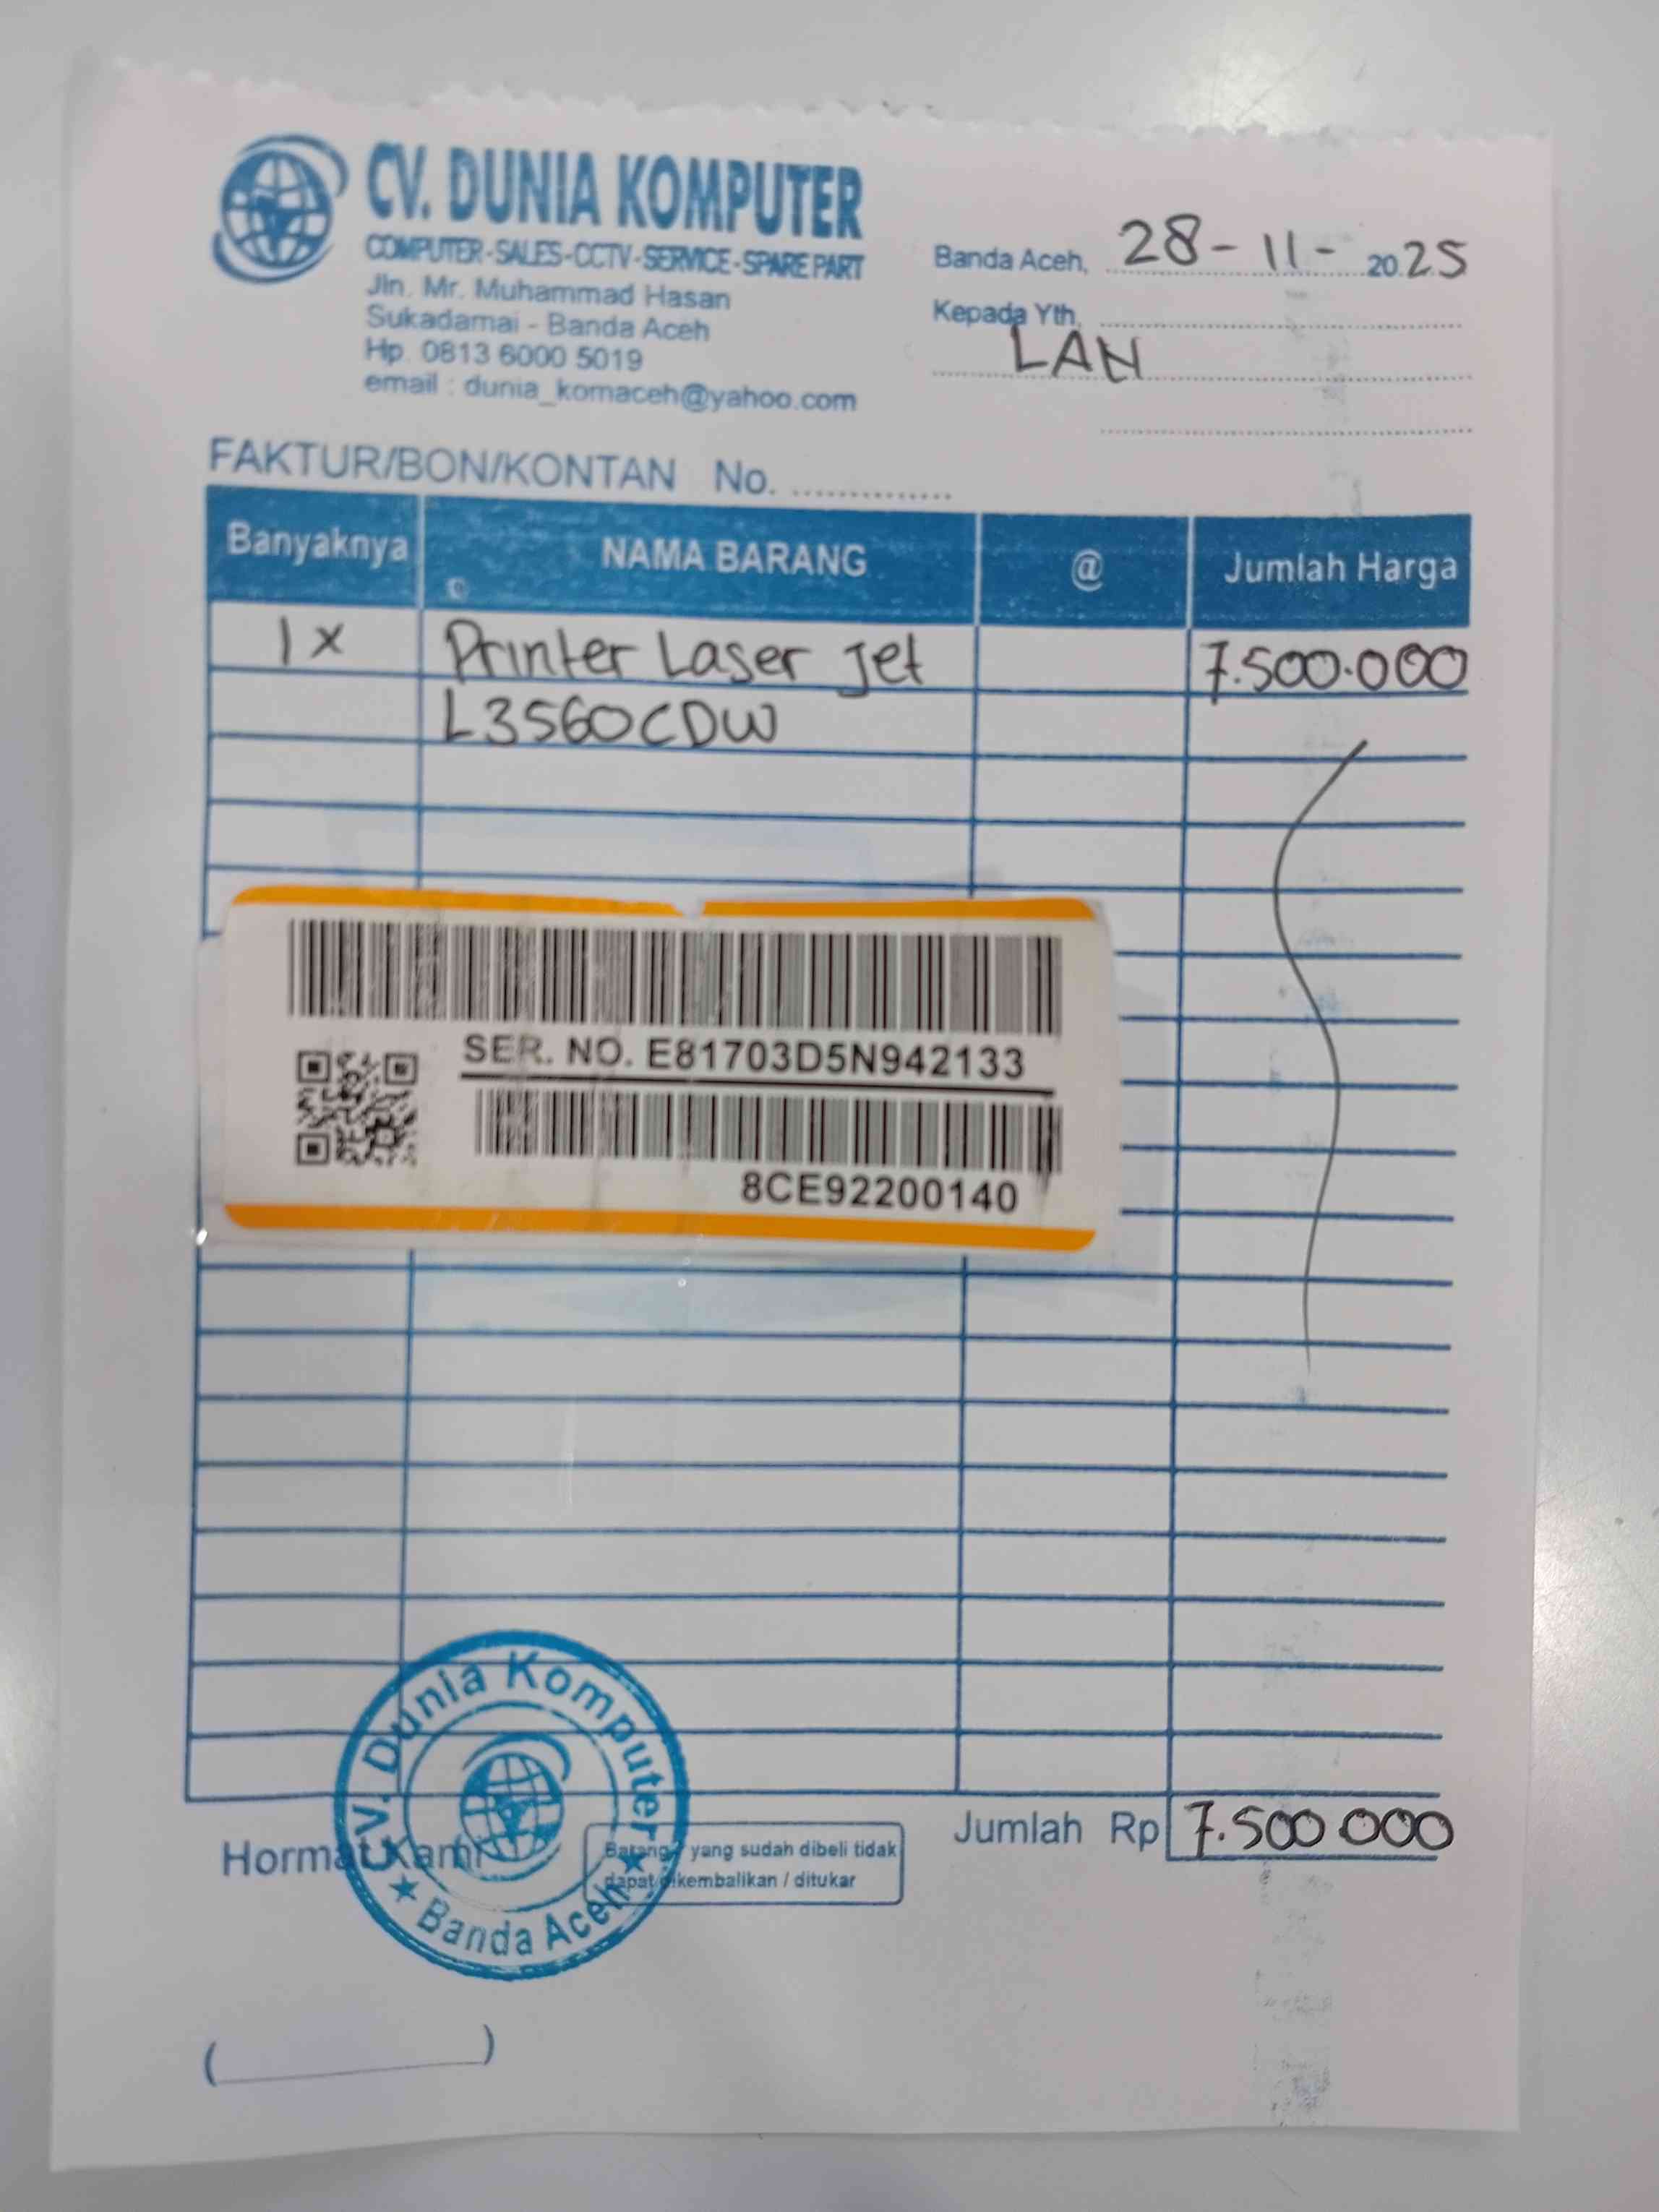 CV. DUNIA KOMPUTER
COMPUTER-SALES-CCTV-SERVICE-SPARE PART
Jln. Mr. Muhammad Hasan
Sukadamai - Banda Aceh
Hp. 0813 6000 5019
email : dunia_komaceh@yahoo.com
Banda Aceh, 28-11-2025
Kepada Yth,
LAN
FAKTUR/BON/KONTAN No. ..............
Banyaknya NAMA BARANG @ Jumlah Harga
1 x Printer Laser Jet 7.500.000
L3560CDW
SER. NO. E81703D5N942133
8CE92200140
Jumlah Rp 7.500.000
Hormat Kami
Barang yang sudah dibeli tidak
dapat dikembalikan / ditukar
CV. Dunia Komputer
★ Banda Aceh ★
( )